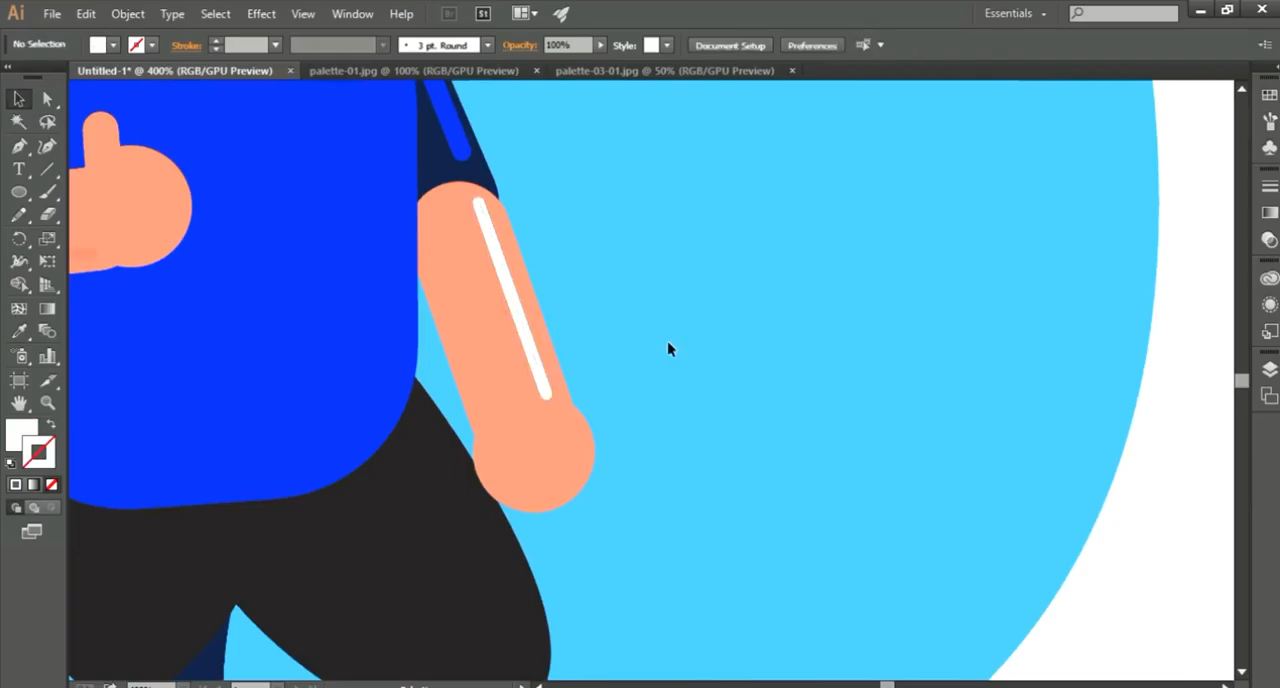 Ai File Edit Object Type Select Effect View Window Help Br St Essentials
No Selection Stroke: 3 pt. Round Opacity: 100% Style: Document Setup Preferences
Untitled-1* @ 400% (RGB/GPU Preview) × palette-01.jpg @ 100% (RGB/GPU Preview) × palette-03-01.jpg @ 50% (RGB/GPU Preview) ×
T